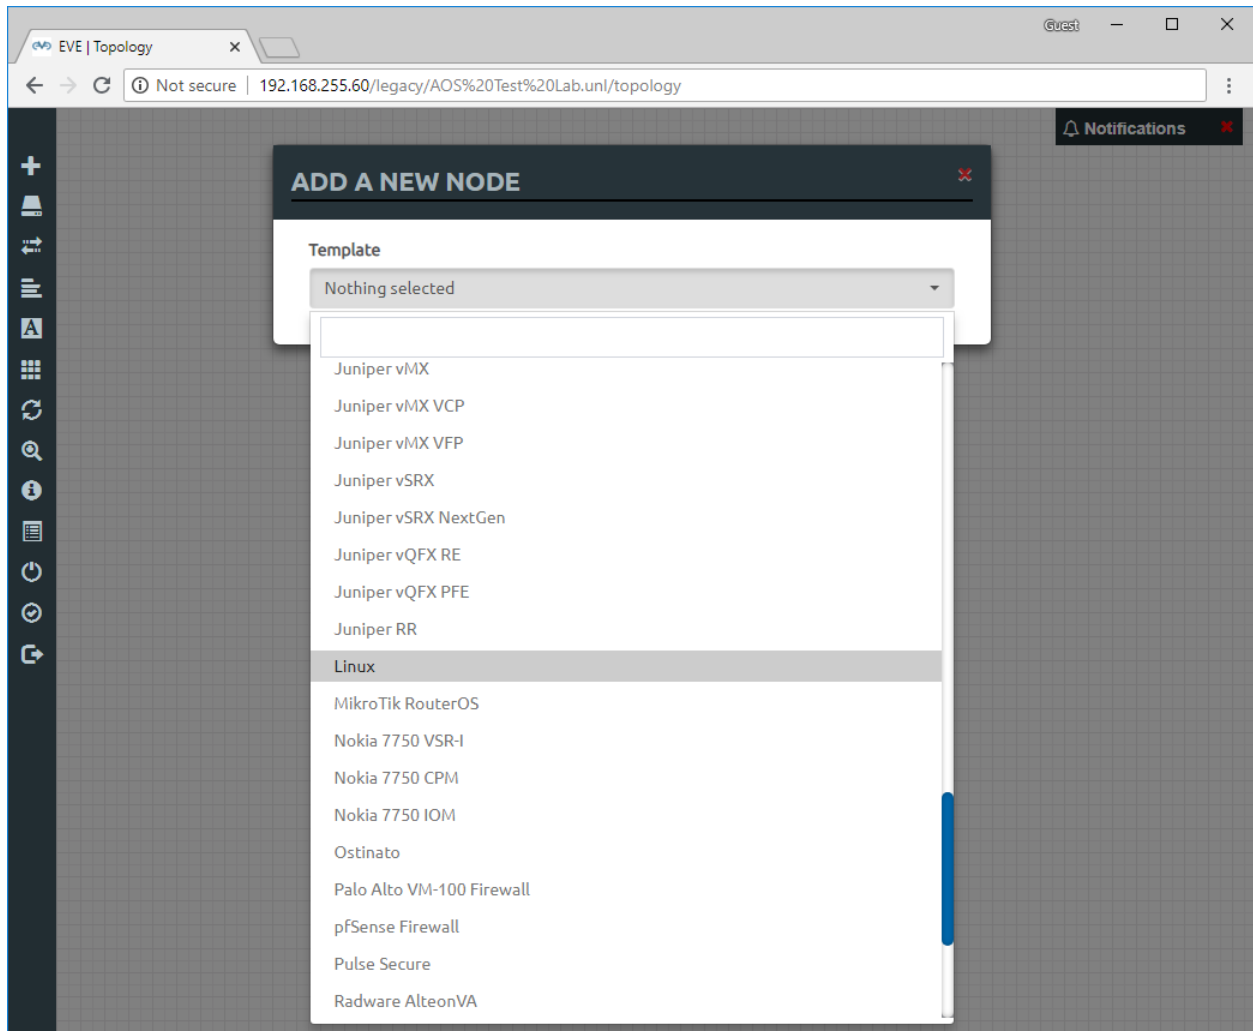 Guest
EVE | Topology
Not secure | 192.168.255.60/legacy/AOS%20Test%20Lab.unl/topology
Notifications
ADD A NEW NODE
Template
Nothing selected
Juniper vMX
Juniper vMX VCP
Juniper vMX VFP
Juniper vSRX
Juniper vSRX NextGen
Juniper vQFX RE
Juniper vQFX PFE
Juniper RR
Linux
MikroTik RouterOS
Nokia 7750 VSR-I
Nokia 7750 CPM
Nokia 7750 IOM
Ostinato
Palo Alto VM-100 Firewall
pfSense Firewall
Pulse Secure
Radware AlteonVA